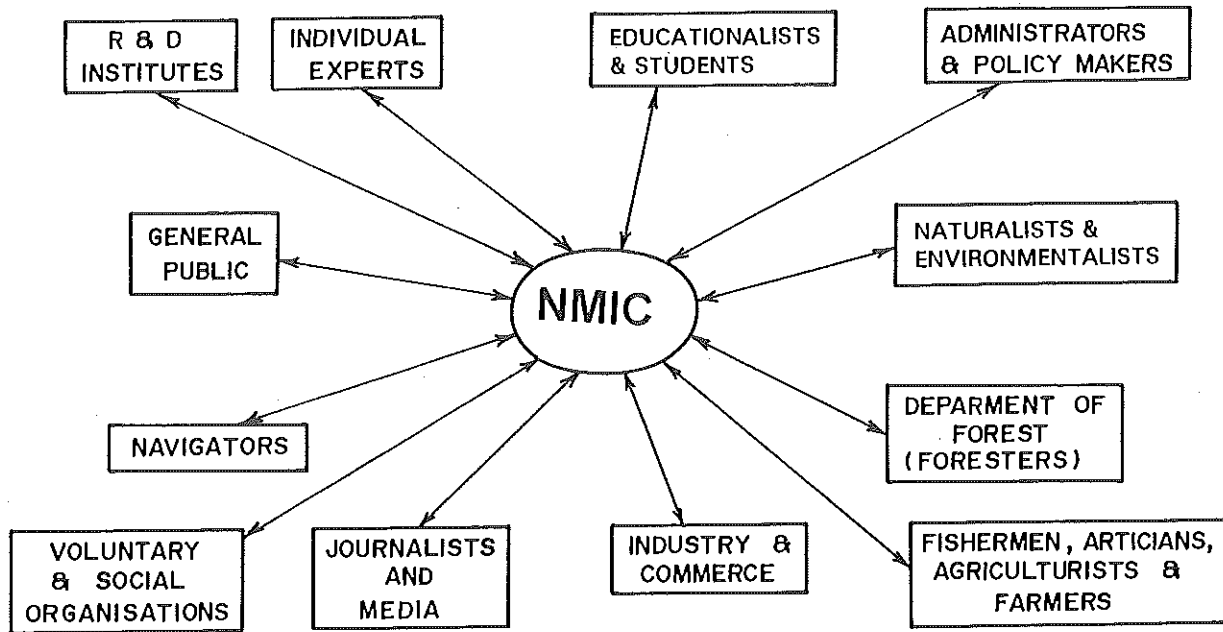 R & D
INSTITUTES
INDIVIDUAL
EXPERTS
EDUCATIONALISTS
& STUDENTS
ADMINISTRATORS
& POLICY MAKERS
GENERAL
PUBLIC
NMIC
NATURALISTS &
ENVIRONMENTALISTS
NAVIGATORS
DEPARMENT OF
FOREST
(FORESTERS)
VOLUNTARY
& SOCIAL
ORGANISATIONS
JOURNALISTS
AND
MEDIA
INDUSTRY &
COMMERCE
FISHERMEN, ARTICIANS,
AGRICULTURISTS &
FARMERS